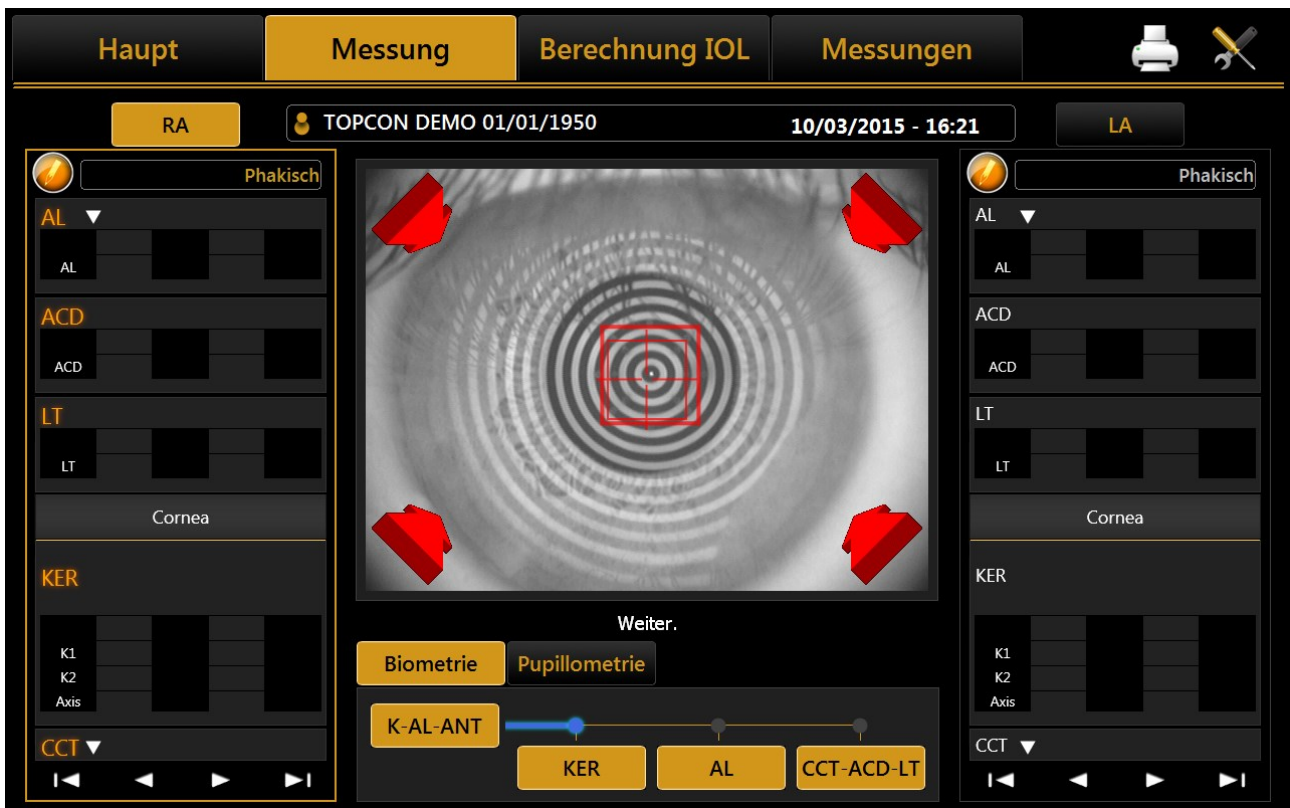 Haupt
Messung
Berechnung IOL
Messungen
RA
TOPCON DEMO 01/01/1950
10/03/2015 - 16:21
LA
Phakisch
AL
AL
ACD
ACD
LT
LT
Cornea
KER
K1
K2
Axis
CCT
Weiter.
Biometrie
Pupillometrie
K-AL-ANT
KER
AL
CCT-ACD-LT
Phakisch
AL
AL
ACD
ACD
LT
LT
Cornea
KER
K1
K2
Axis
CCT